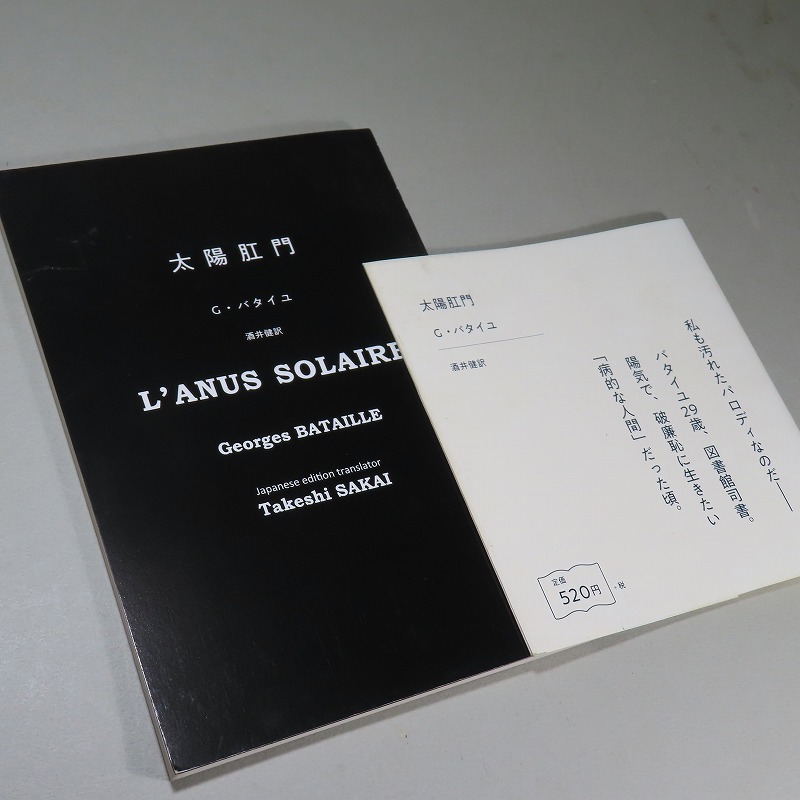 太陽肛門
G・バタイユ
酒井健訳
L'ANUS SOLAIRE
Georges BATAILLE
Japanese edition translator
Takeshi SAKAI
太陽肛門
G・バタイユ
酒井健訳
私も汚れたパロディなのだ――
バタイユ29歳、図書館司書。
陽気で、破廉恥に生きたい
「病的な人間」だった頃。
定価
520円
+税